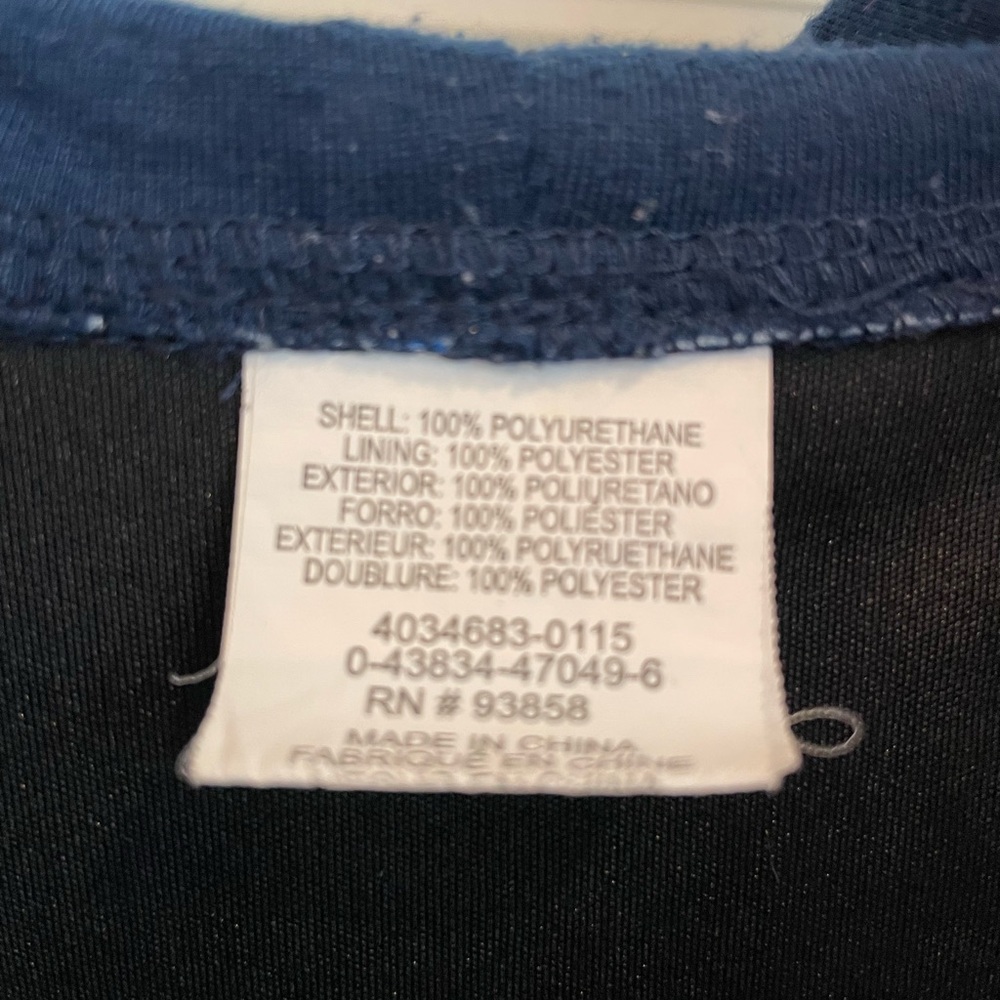 SHELL: 100% POLYURETHANE
LINING: 100% POLYESTER
EXTERIOR: 100% POLIURETANO
FORRO: 100% POLIÉSTER
EXTERIEUR: 100% POLYRUETHANE
DOUBLURE: 100% POLYESTER
4034683-0115
0-43834-47049-6
RN # 93858
MADE IN CHINA
FABRIQUE EN CHINE